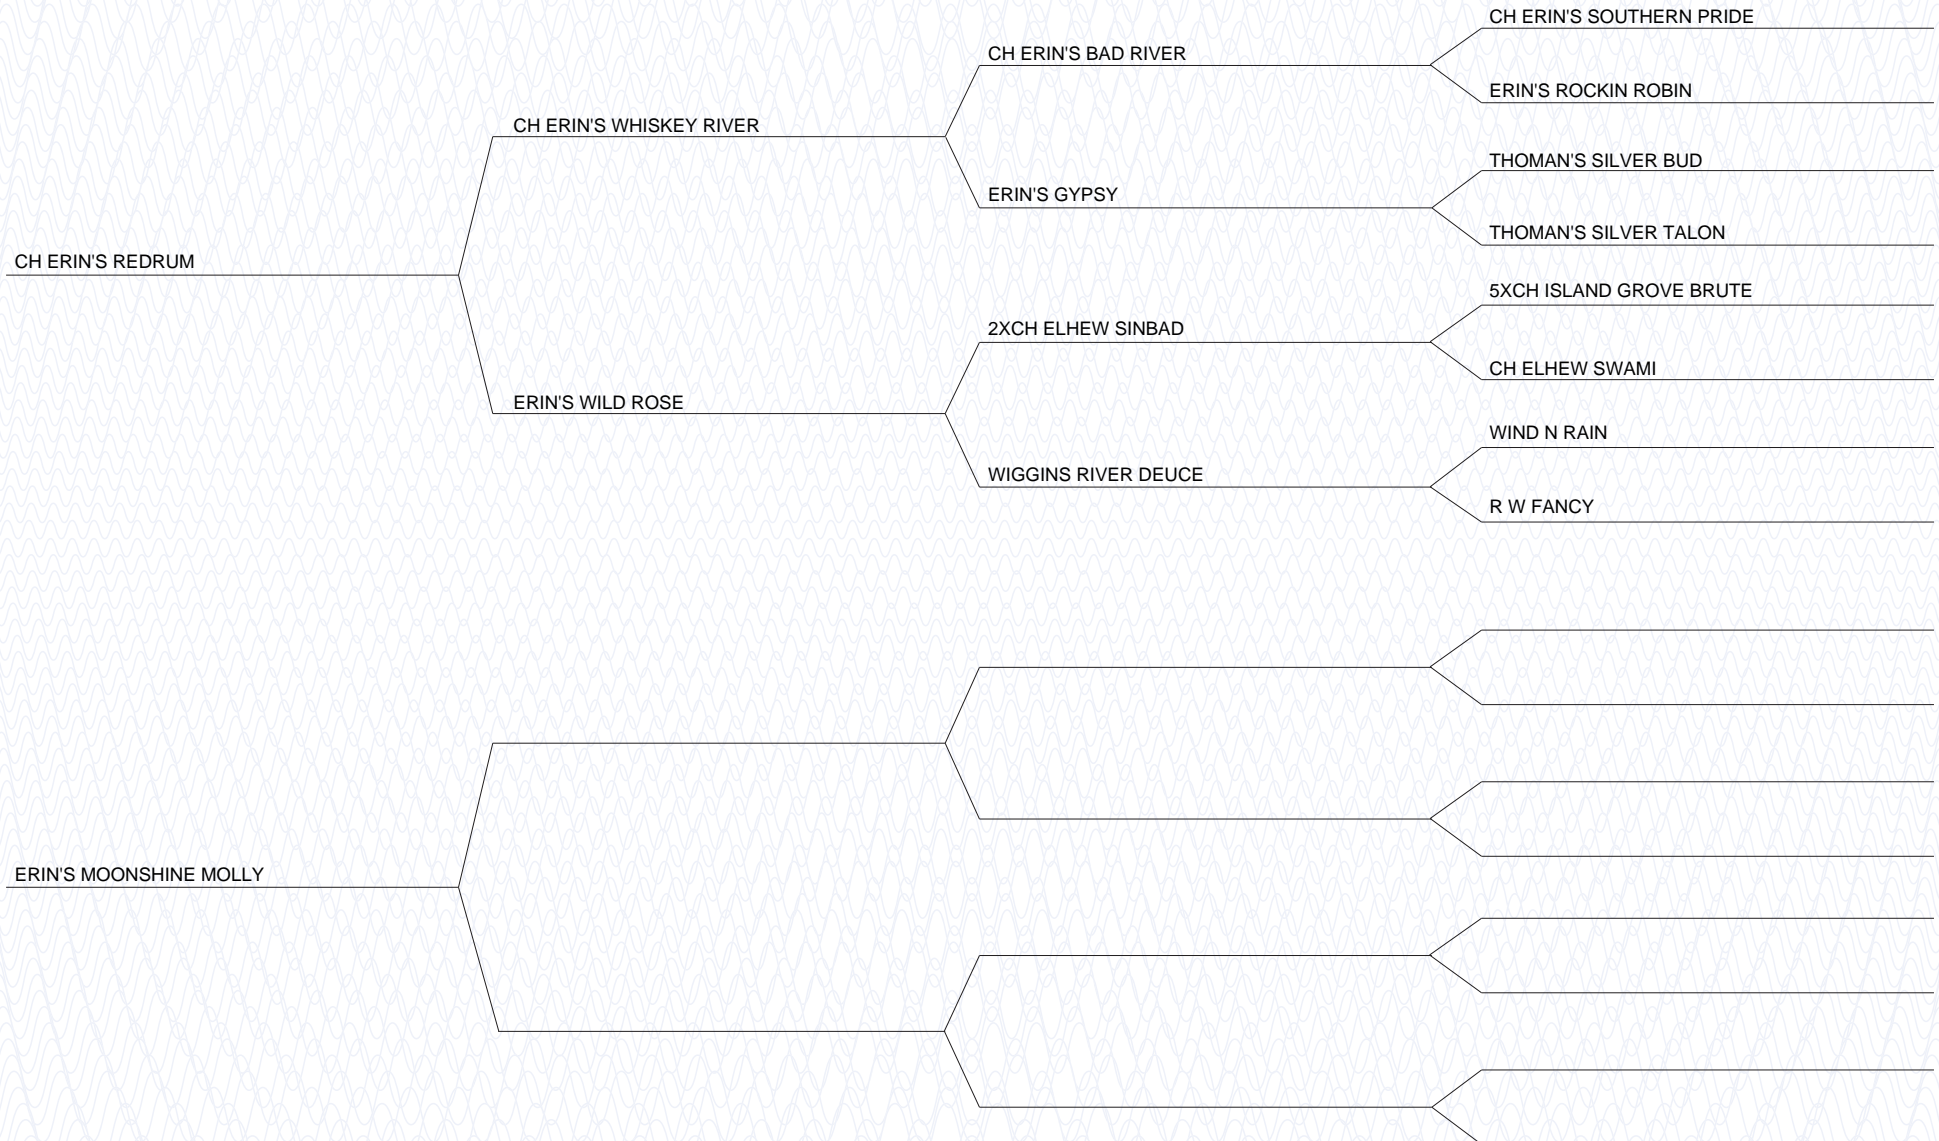 CH ERIN'S SOUTHERN PRIDE
CH ERIN'S BAD RIVER
ERIN'S ROCKIN ROBIN
CH ERIN'S WHISKEY RIVER
THOMAN'S SILVER BUD
ERIN'S GYPSY
THOMAN'S SILVER TALON
CH ERIN'S REDRUM
5XCH ISLAND GROVE BRUTE
2XCH ELHEW SINBAD
CH ELHEW SWAMI
ERIN'S WILD ROSE
WIND N RAIN
WIGGINS RIVER DEUCE
R W FANCY
ERIN'S MOONSHINE MOLLY